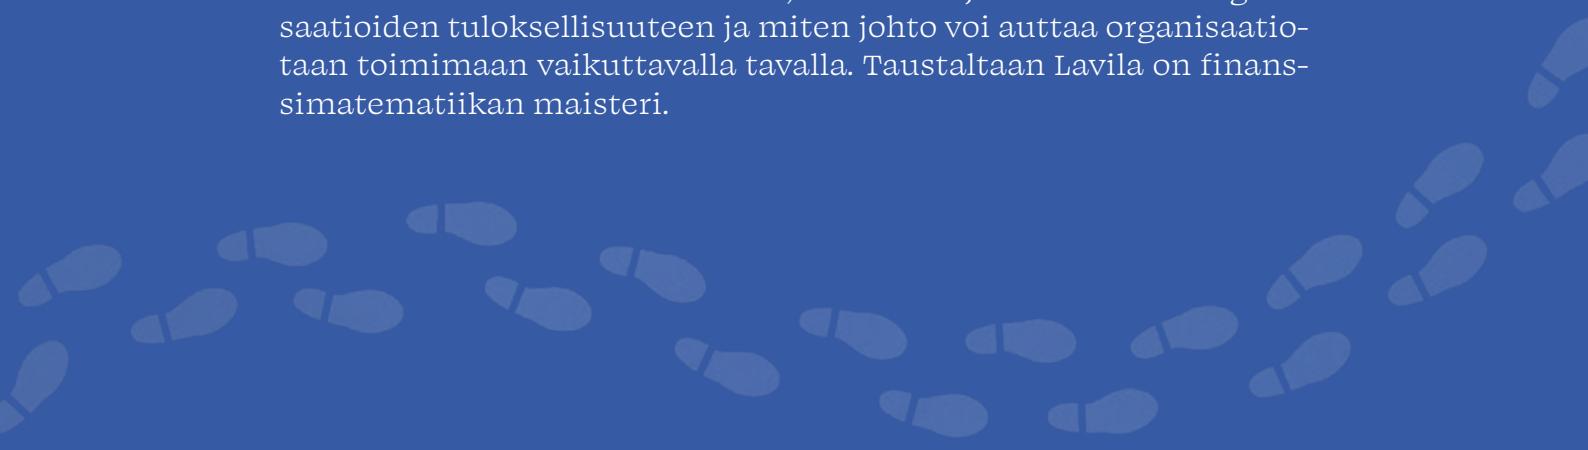 saatioiden tuloksellisuuteen ja miten johto voi auttaa organisaatio-
taan toimimaan vaikuttavalla tavalla. Taustaltaan Lavila on finans-
simatematiikan maisteri.